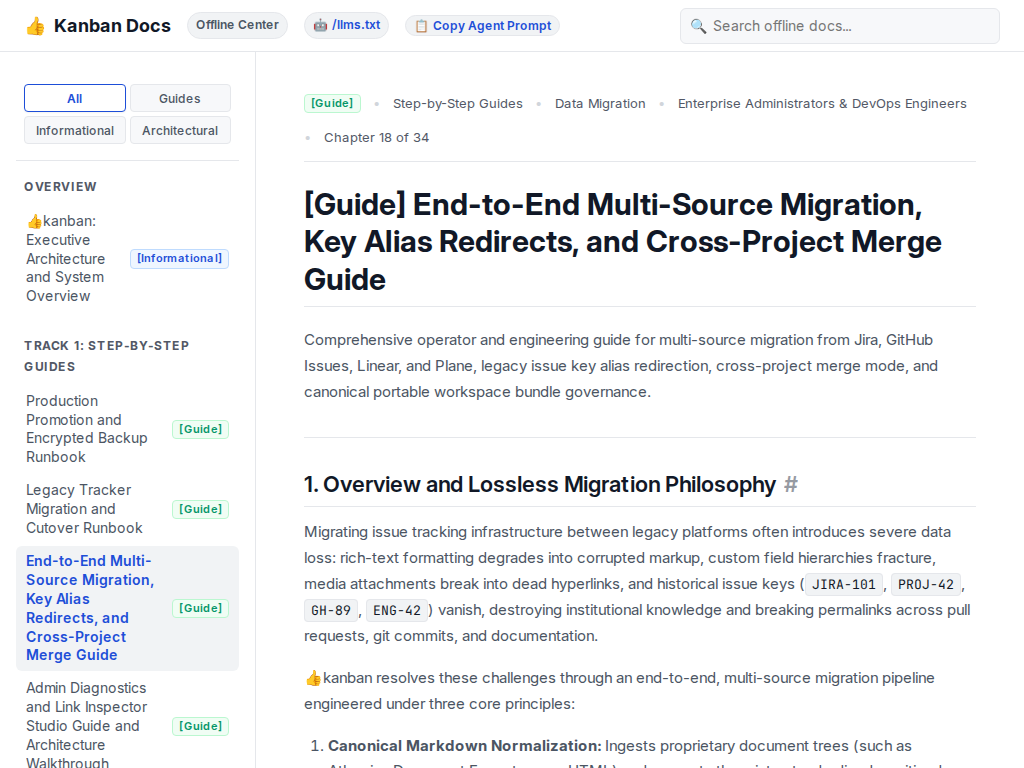 👍 Kanban Docs
Offline Center
🤖 /llms.txt
📋 Copy Agent Prompt
🔍 Search offline docs...
All
Guides
Informational
Architectural
OVERVIEW
👍kanban:
Executive
Architecture
and System
Overview
[Informational]
TRACK 1: STEP-BY-STEP
GUIDES
Production
Promotion and
Encrypted Backup
Runbook
[Guide]
Legacy Tracker
Migration and
Cutover Runbook
[Guide]
End-to-End Multi-
Source Migration,
Key Alias
Redirects, and
Cross-Project
Merge Guide
[Guide]
Admin Diagnostics
and Link Inspector
Studio Guide and
Architecture
Walkthrough
[Guide]
[Guide] • Step-by-Step Guides • Data Migration • Enterprise Administrators & DevOps Engineers
• Chapter 18 of 34
[Guide] End-to-End Multi-Source Migration,
Key Alias Redirects, and Cross-Project Merge
Guide
Comprehensive operator and engineering guide for multi-source migration from Jira, GitHub
Issues, Linear, and Plane, legacy issue key alias redirection, cross-project merge mode, and
canonical portable workspace bundle governance.
1. Overview and Lossless Migration Philosophy #
Migrating issue tracking infrastructure between legacy platforms often introduces severe data
loss: rich-text formatting degrades into corrupted markup, custom field hierarchies fracture,
media attachments break into dead hyperlinks, and historical issue keys (JIRA-101, PROJ-42,
GH-89, ENG-42) vanish, destroying institutional knowledge and breaking permalinks across pull
requests, git commits, and documentation.
👍kanban resolves these challenges through an end-to-end, multi-source migration pipeline
engineered under three core principles:
1. Canonical Markdown Normalization: Ingests proprietary document trees (such as